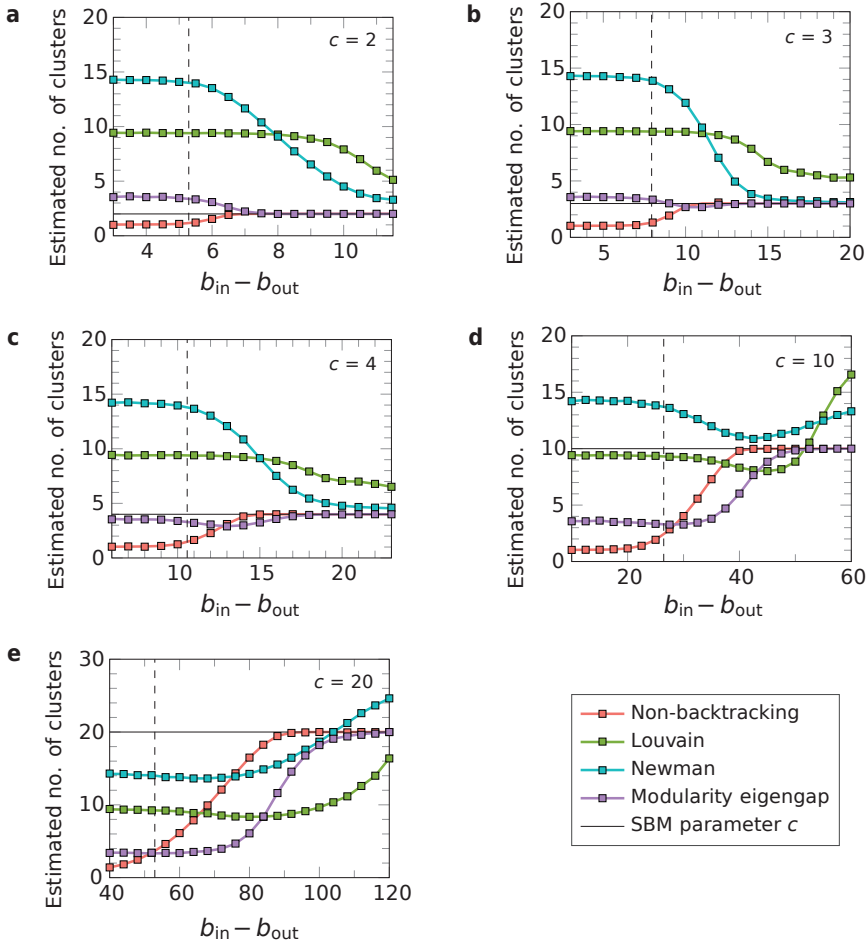 a
Estimated no. of clusters
20
15
10
5
0
c = 2
4 6 8 10
b_in − b_out
b
Estimated no. of clusters
20
15
10
5
0
c = 3
5 10 15 20
b_in − b_out
c
Estimated no. of clusters
20
15
10
5
0
c = 4
10 15 20
b_in − b_out
d
Estimated no. of clusters
20
15
10
5
0
c = 10
20 40 60
b_in − b_out
e
Estimated no. of clusters
30
20
10
0
c = 20
40 60 80 100 120
b_in − b_out
Non-backtracking
Louvain
Newman
Modularity eigengap
SBM parameter c